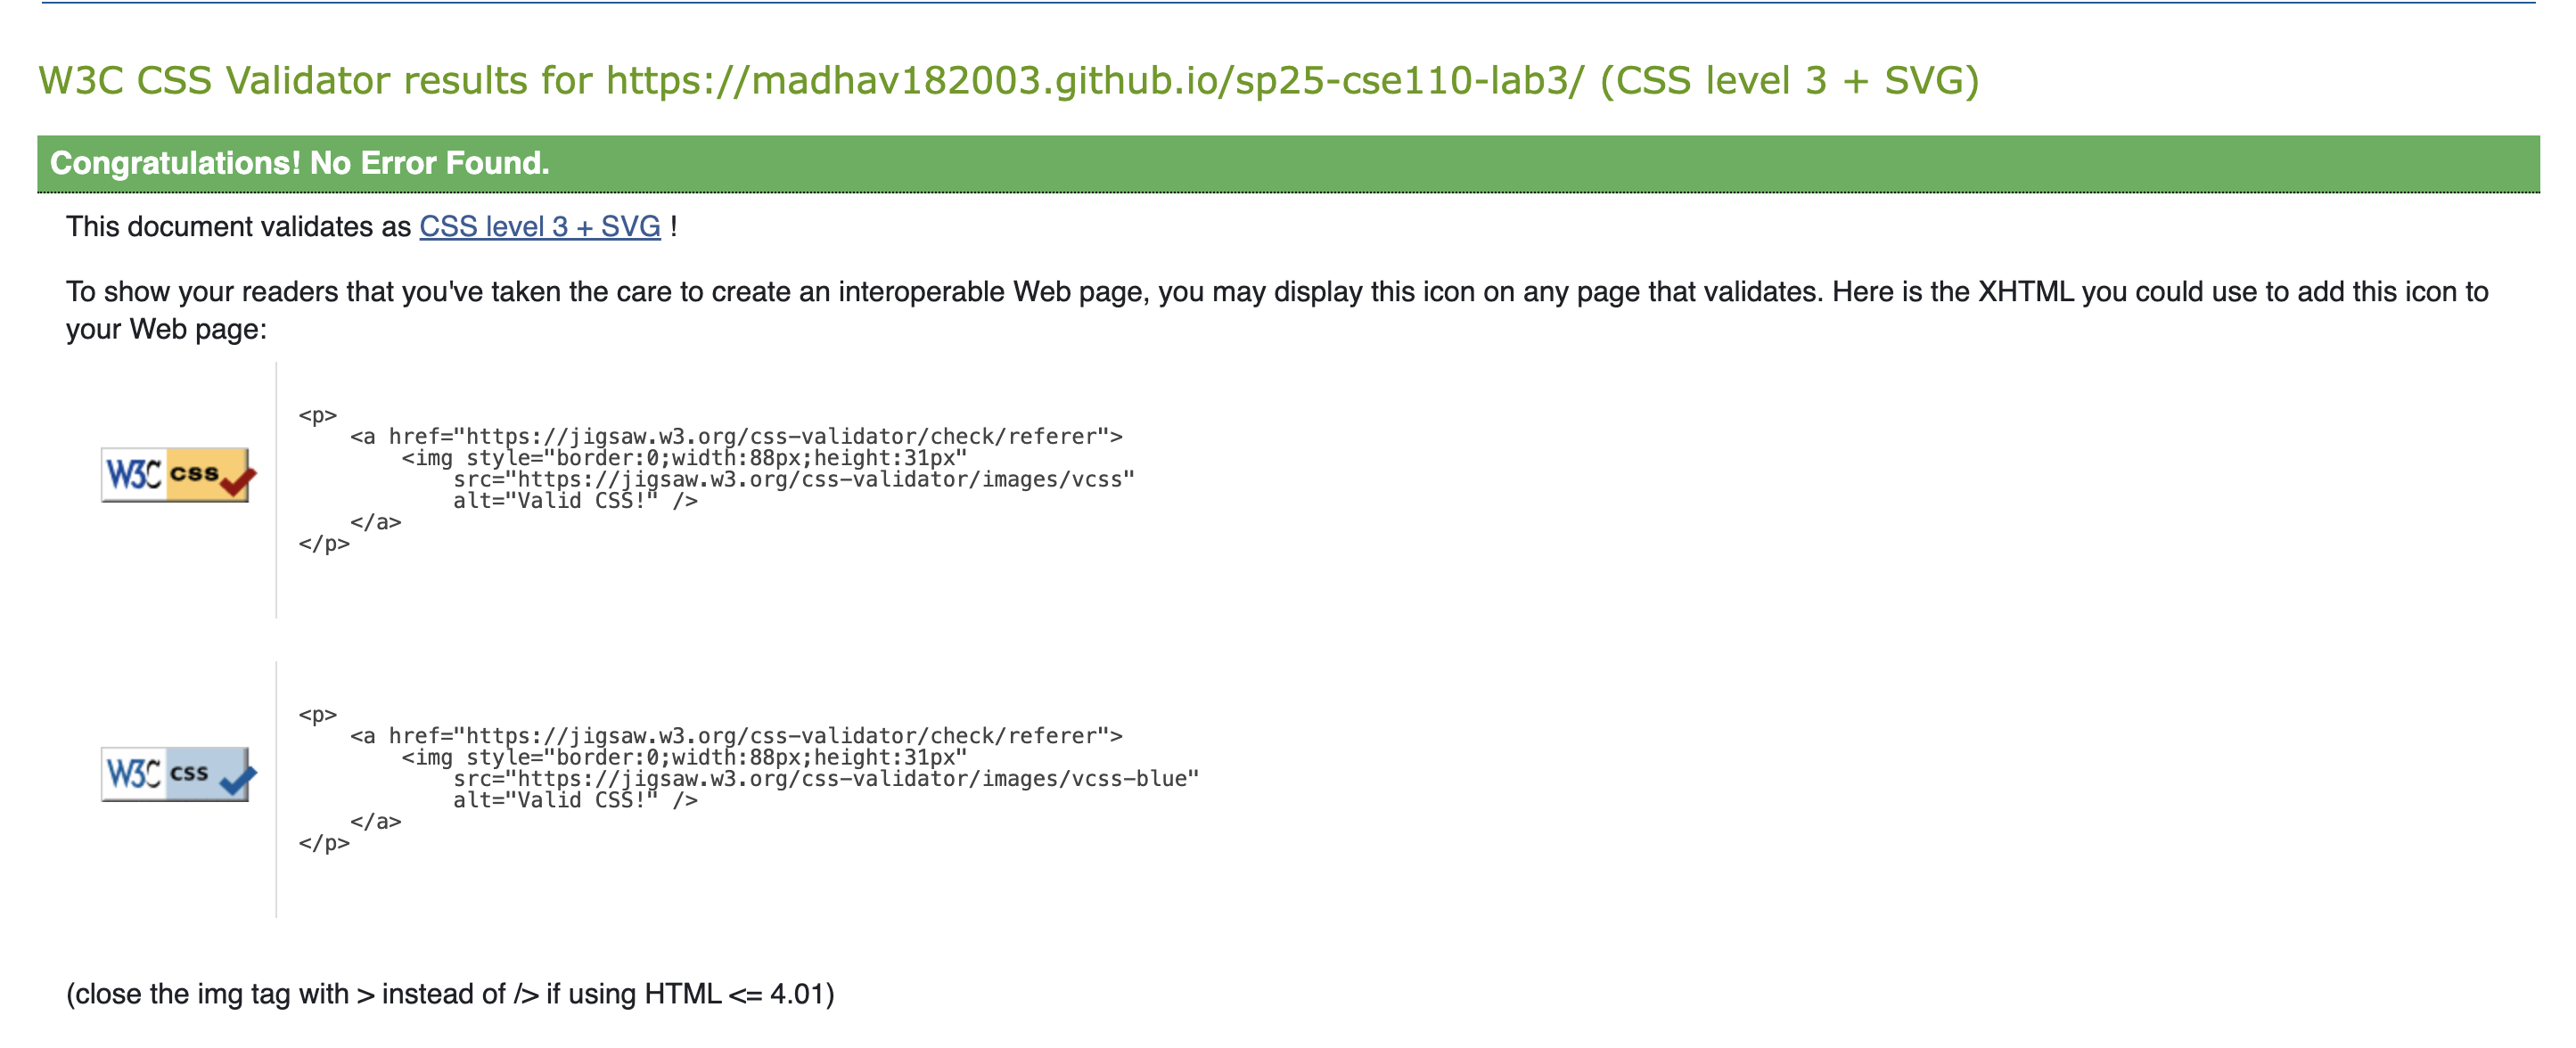 W3C CSS Validator results for https://madhav182003.github.io/sp25-cse110-lab3/ (CSS level 3 + SVG)
Congratulations! No Error Found.
This document validates as CSS level 3 + SVG !
To show your readers that you've taken the care to create an interoperable Web page, you may display this icon on any page that validates. Here is the XHTML you could use to add this icon to
your Web page:
W3C css
<p>
    <a href="https://jigsaw.w3.org/css-validator/check/referer">
        <img style="border:0;width:88px;height:31px"
            src="https://jigsaw.w3.org/css-validator/images/vcss"
            alt="Valid CSS!" />
    </a>
</p>
W3C css
<p>
    <a href="https://jigsaw.w3.org/css-validator/check/referer">
        <img style="border:0;width:88px;height:31px"
            src="https://jigsaw.w3.org/css-validator/images/vcss-blue"
            alt="Valid CSS!" />
    </a>
</p>
(close the img tag with > instead of /> if using HTML <= 4.01)